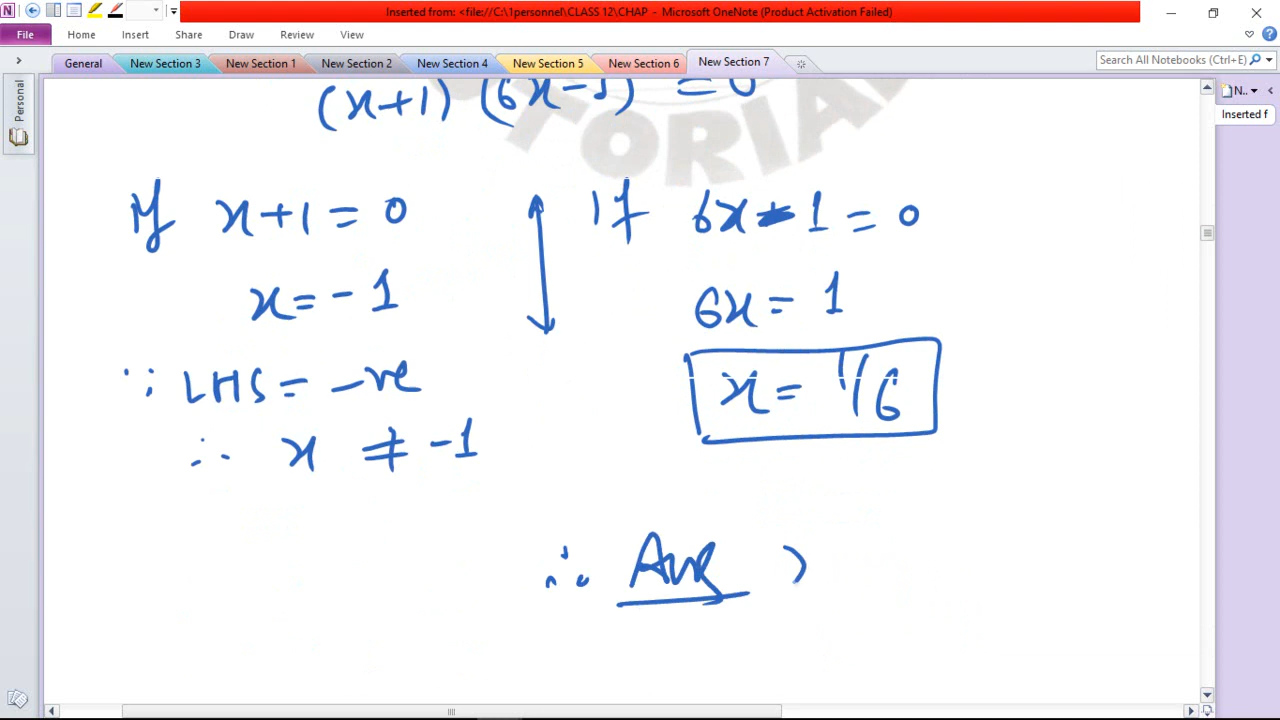 Inserted from: <file://C:\1personnel\CLASS 12\CHAP - Microsoft OneNote (Product Activation Failed)
File Home Insert Share Draw Review View
General New Section 3 New Section 1 New Section 2 New Section 4 New Section 5 New Section 6 New Section 7 Search All Notebooks (Ctrl+E)
Personal
N..
Inserted f
TORIA
(x+1) (6x-1) = 0
If x+1 = 0
x = -1
∵ LHS = -ve
∴ x ≠ -1
If 6x - 1 = 0
6x = 1
x = 1/6
∴ Ans